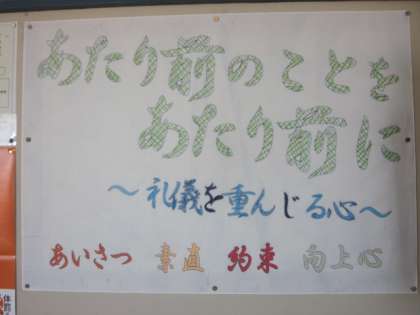 あたり前のことを
あたり前に
～礼儀を重んじる心～
あいさつ 素直 約束 向上心